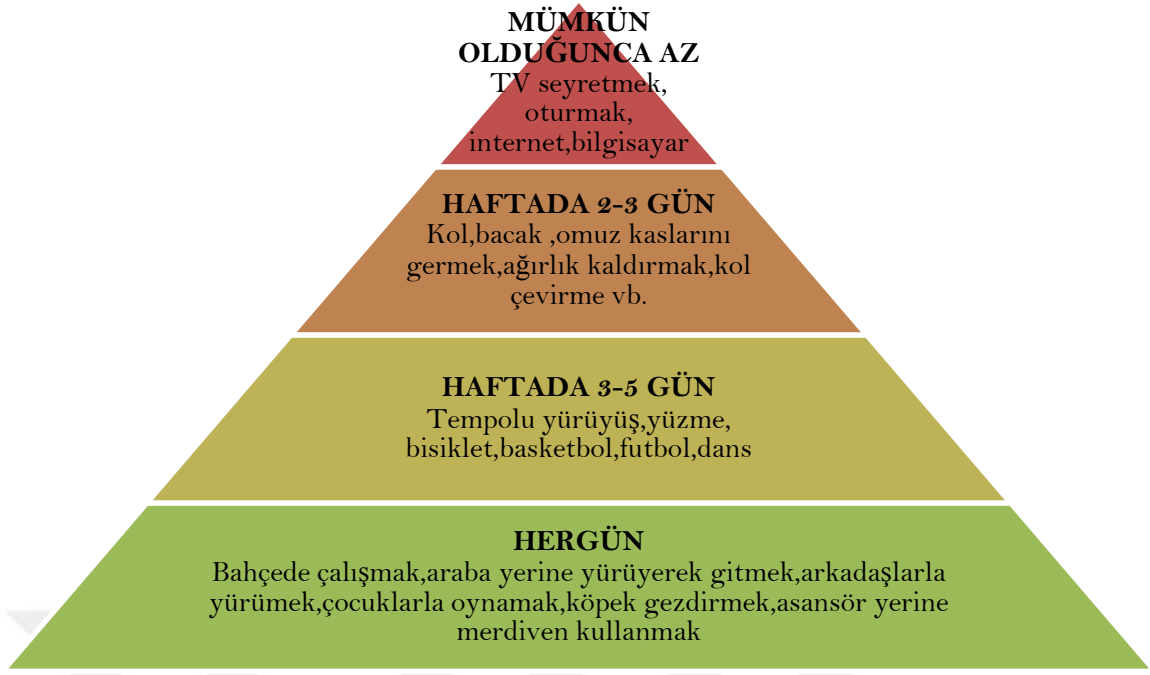 MÜMKÜN
OLDUĞUNCA AZ
TV seyretmek,
oturmak,
internet,bilgisayar
HAFTADA 2-3 GÜN
Kol,bacak ,omuz kaslarını
germek,ağırlık kaldırmak,kol
çevirme vb.
HAFTADA 3-5 GÜN
Tempolu yürüyüş,yüzme,
bisiklet,basketbol,futbol,dans
HERGÜN
Bahçede çalışmak,araba yerine yürüyerek gitmek,arkadaşlarla
yürümek,çocuklarla oynamak,köpek gezdirmek,asansör yerine
merdiven kullanmak